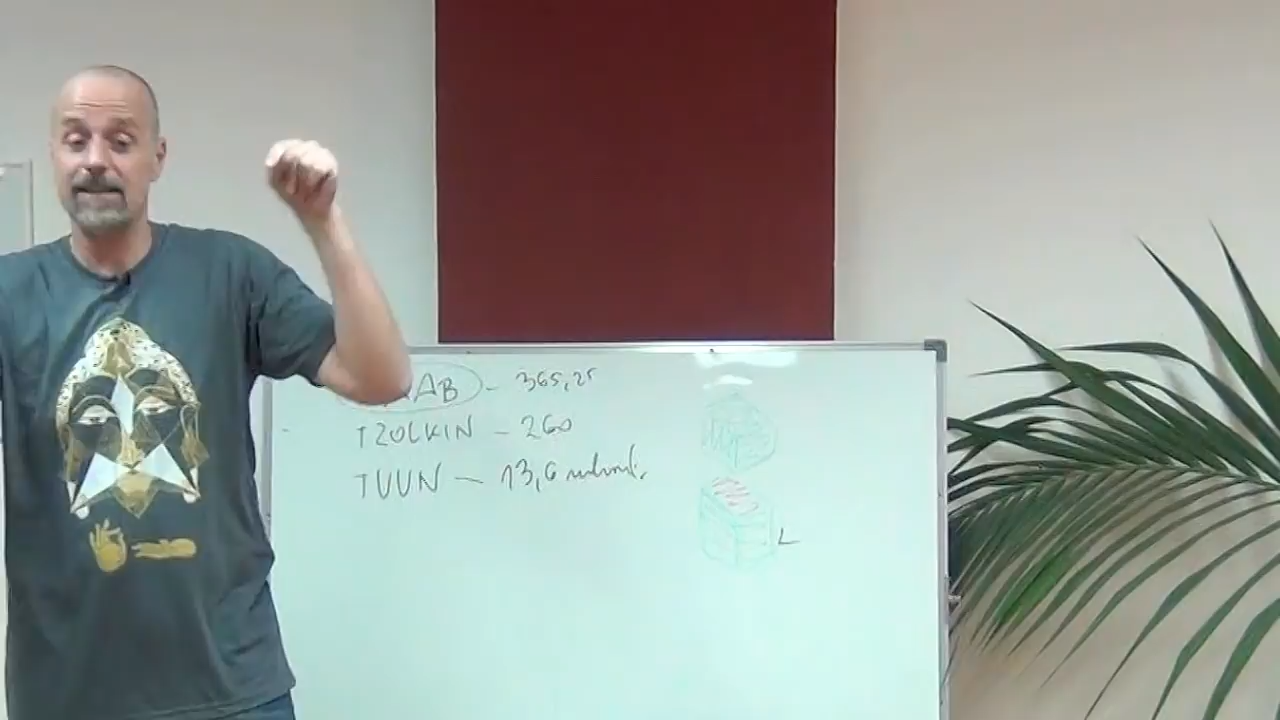 AB – 365,25
TZOLKIN – 260
TUUN – 13,6
L